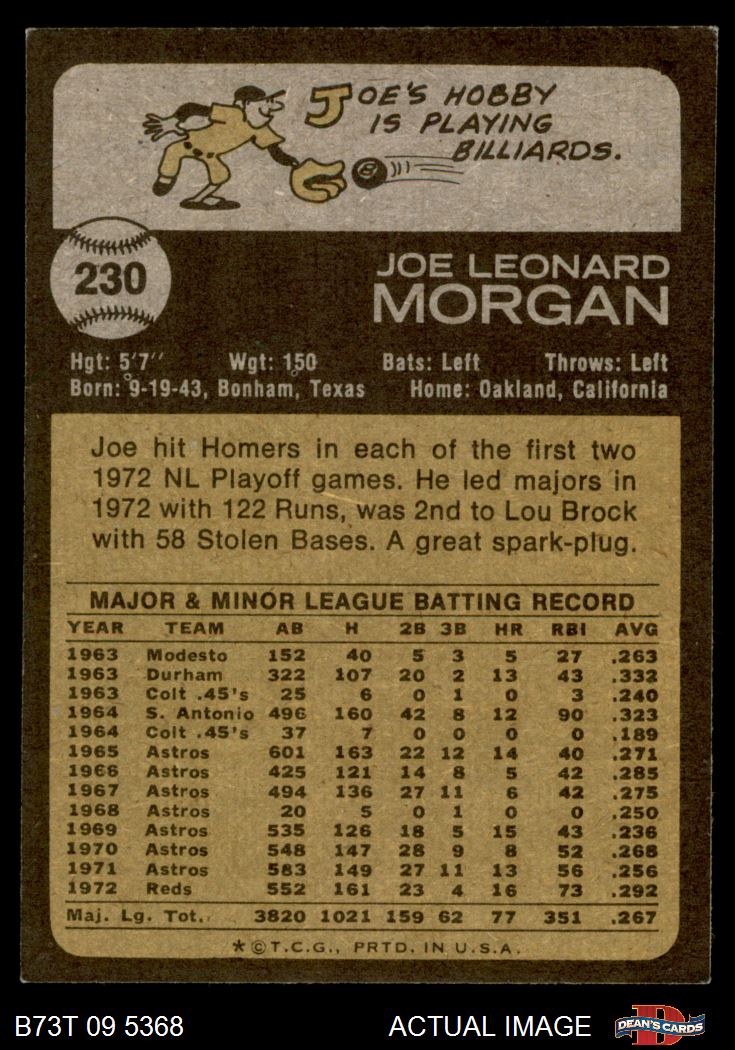 JOE'S HOBBY
IS PLAYING
BILLIARDS.
8
230
JOE LEONARD
MORGAN
Hgt: 5'7" Wgt: 150 Bats: Left Throws: Left
Born: 9-19-43, Bonham, Texas Home: Oakland, California
Joe hit Homers in each of the first two
1972 NL Playoff games. He led majors in
1972 with 122 Runs, was 2nd to Lou Brock
with 58 Stolen Bases. A great spark-plug.
MAJOR & MINOR LEAGUE BATTING RECORD
YEAR TEAM AB H 2B 3B HR RBI AVG
1963 Modesto 152 40 5 3 5 27 .263
1963 Durham 322 107 20 2 13 43 .332
1963 Colt .45's 25 6 0 1 0 3 .240
1964 S. Antonio 496 160 42 8 12 90 .323
1964 Colt .45's 37 7 0 0 0 0 .189
1965 Astros 601 163 22 12 14 40 .271
1966 Astros 425 121 14 8 5 42 .285
1967 Astros 494 136 27 11 6 42 .275
1968 Astros 20 5 0 1 0 0 .250
1969 Astros 535 126 18 5 15 43 .236
1970 Astros 548 147 28 9 8 52 .268
1971 Astros 583 149 27 11 13 56 .256
1972 Reds 552 161 23 4 16 73 .292
Maj. Lg. Tot. 3820 1021 159 62 77 351 .267
*©T.C.G., PRTD. IN U.S.A.
B73T 09 5368 ACTUAL IMAGE D DEAN'S CARDS